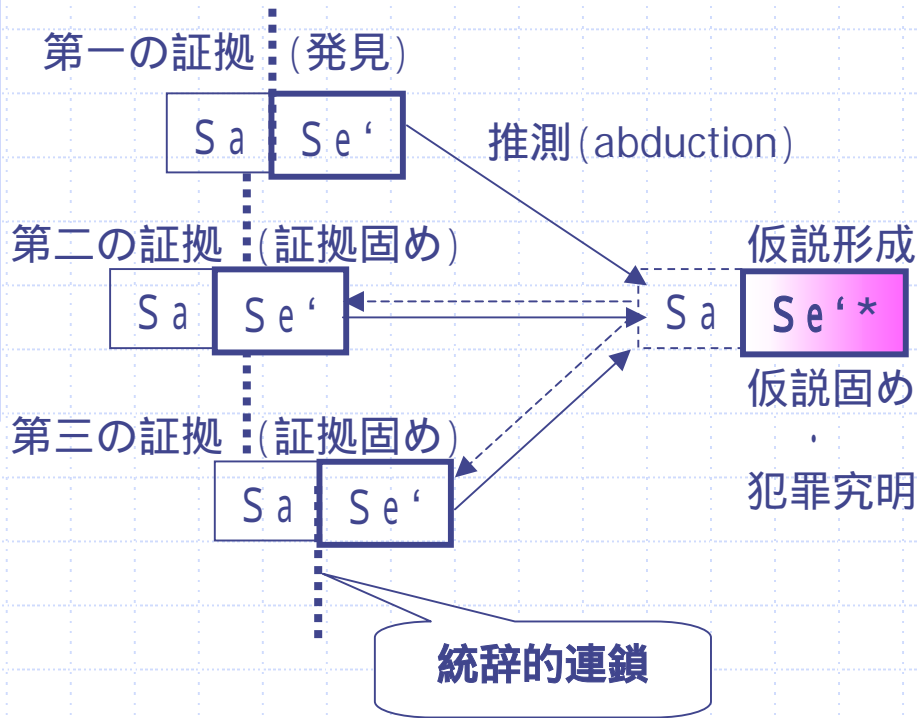 第一の証拠 (発見)
Sa Se‘
推測(abduction)
第二の証拠 (証拠固め)
Sa Se‘
仮説形成
Sa Se‘*
仮説固め
・
犯罪究明
第三の証拠 (証拠固め)
Sa Se‘
統辞的連鎖